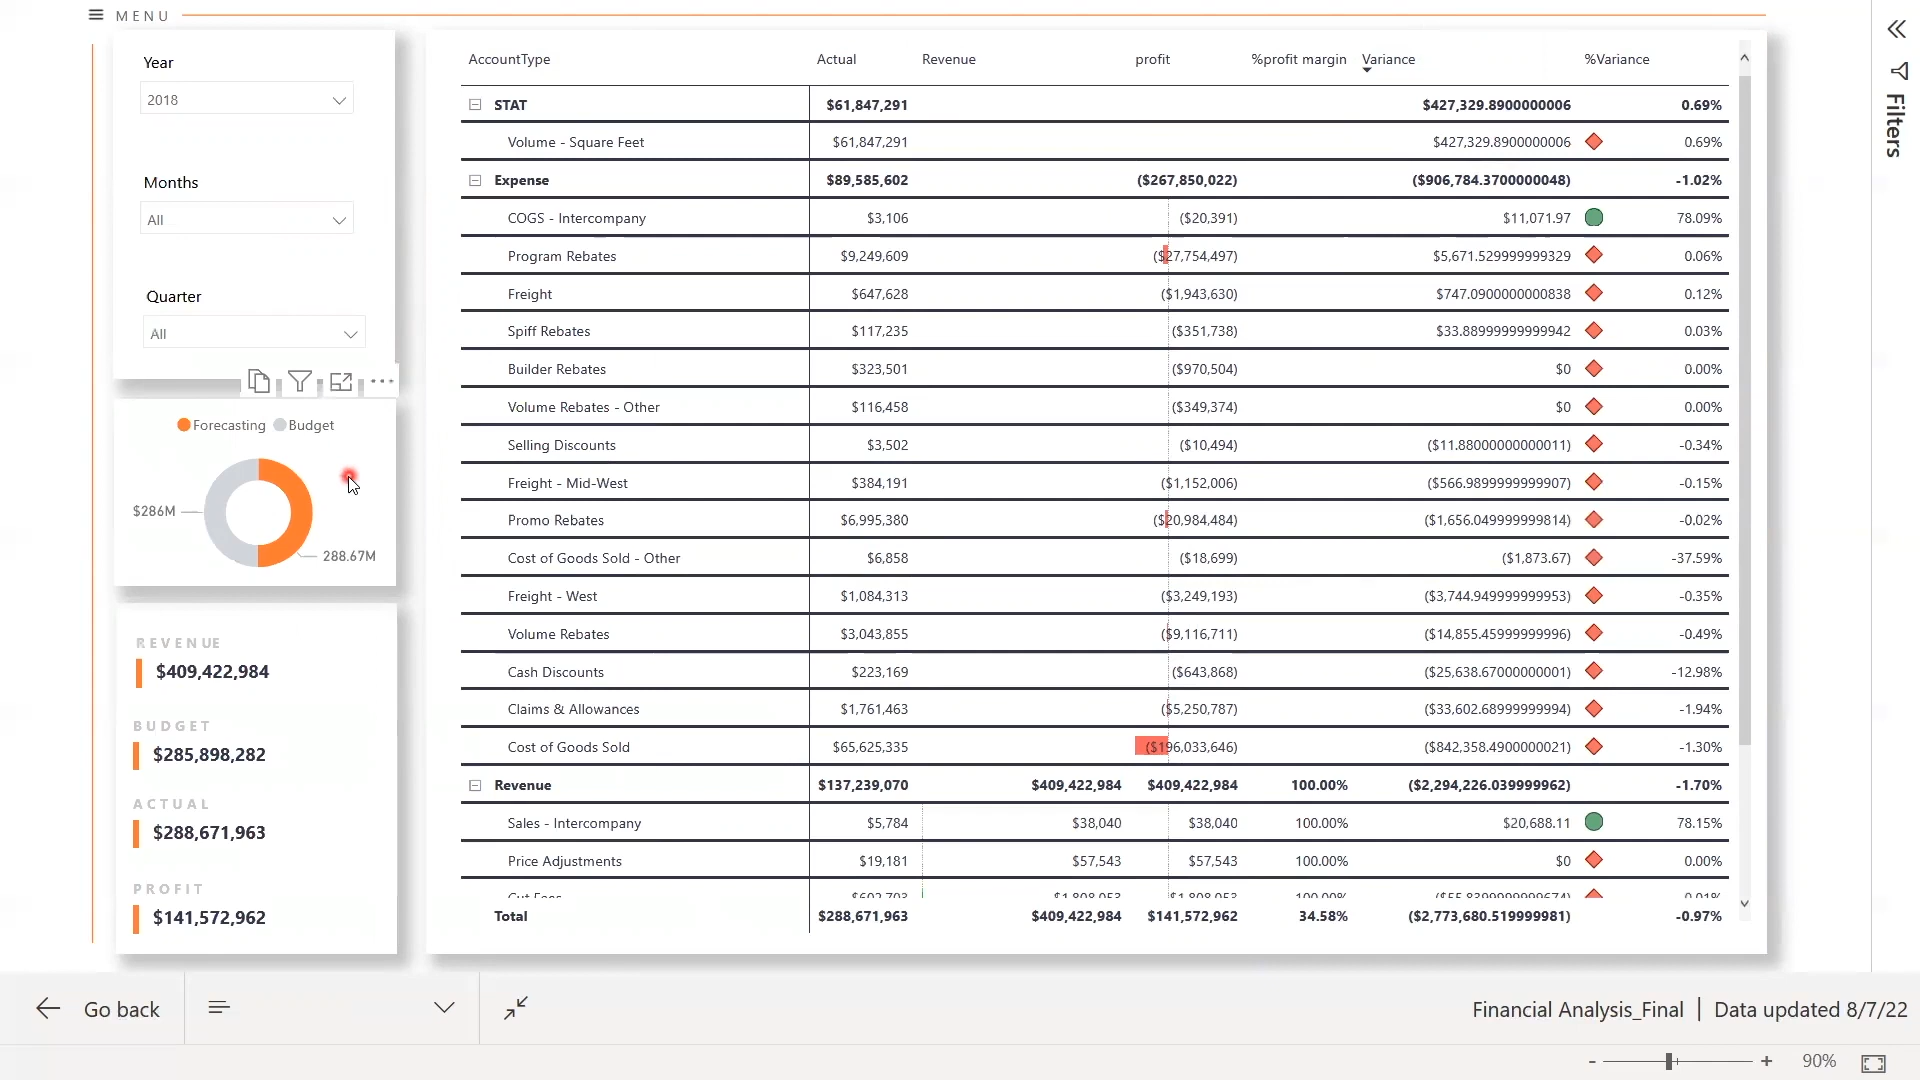 MENU
Year
2018
Months
All
Quarter
All
Forecasting Budget
$286M
288.67M
REVENUE
$409,422,984
BUDGET
$285,898,282
ACTUAL
$288,671,963
PROFIT
$141,572,962
AccountType Actual Revenue profit %profit margin Variance %Variance
STAT $61,847,291 $427,329.8900000006 0.69%
Volume - Square Feet $61,847,291 $427,329.8900000006 0.69%
Expense $89,585,602 ($267,850,022) ($906,784.3700000048) -1.02%
COGS - Intercompany $3,106 ($20,391) $11,071.97 78.09%
Program Rebates $9,249,609 ($27,754,497) $5,671.529999999329 0.06%
Freight $647,628 ($1,943,630) $747.0900000000838 0.12%
Spiff Rebates $117,235 ($351,738) $33.88999999999942 0.03%
Builder Rebates $323,501 ($970,504) $0 0.00%
Volume Rebates - Other $116,458 ($349,374) $0 0.00%
Selling Discounts $3,502 ($10,494) ($11.88000000000011) -0.34%
Freight - Mid-West $384,191 ($1,152,006) ($566.9899999999907) -0.15%
Promo Rebates $6,995,380 ($20,984,484) ($1,656.049999999814) -0.02%
Cost of Goods Sold - Other $6,858 ($18,699) ($1,873.67) -37.59%
Freight - West $1,084,313 ($3,249,193) ($3,744.949999999953) -0.35%
Volume Rebates $3,043,855 ($9,116,711) ($14,855.45999999996) -0.49%
Cash Discounts $223,169 ($643,868) ($25,638.67000000001) -12.98%
Claims & Allowances $1,761,463 ($5,250,787) ($33,602.68999999994) -1.94%
Cost of Goods Sold $65,625,335 ($196,033,646) ($842,358.4900000021) -1.30%
Revenue $137,239,070 $409,422,984 $409,422,984 100.00% ($2,294,226.039999962) -1.70%
Sales - Intercompany $5,784 $38,040 $38,040 100.00% $20,688.11 78.15%
Price Adjustments $19,181 $57,543 $57,543 100.00% $0 0.00%
Total $288,671,963 $409,422,984 $141,572,962 34.58% ($2,773,680.519999981) -0.97%
Filters
Go back
Financial Analysis_Final | Data updated 8/7/22
- + 90%